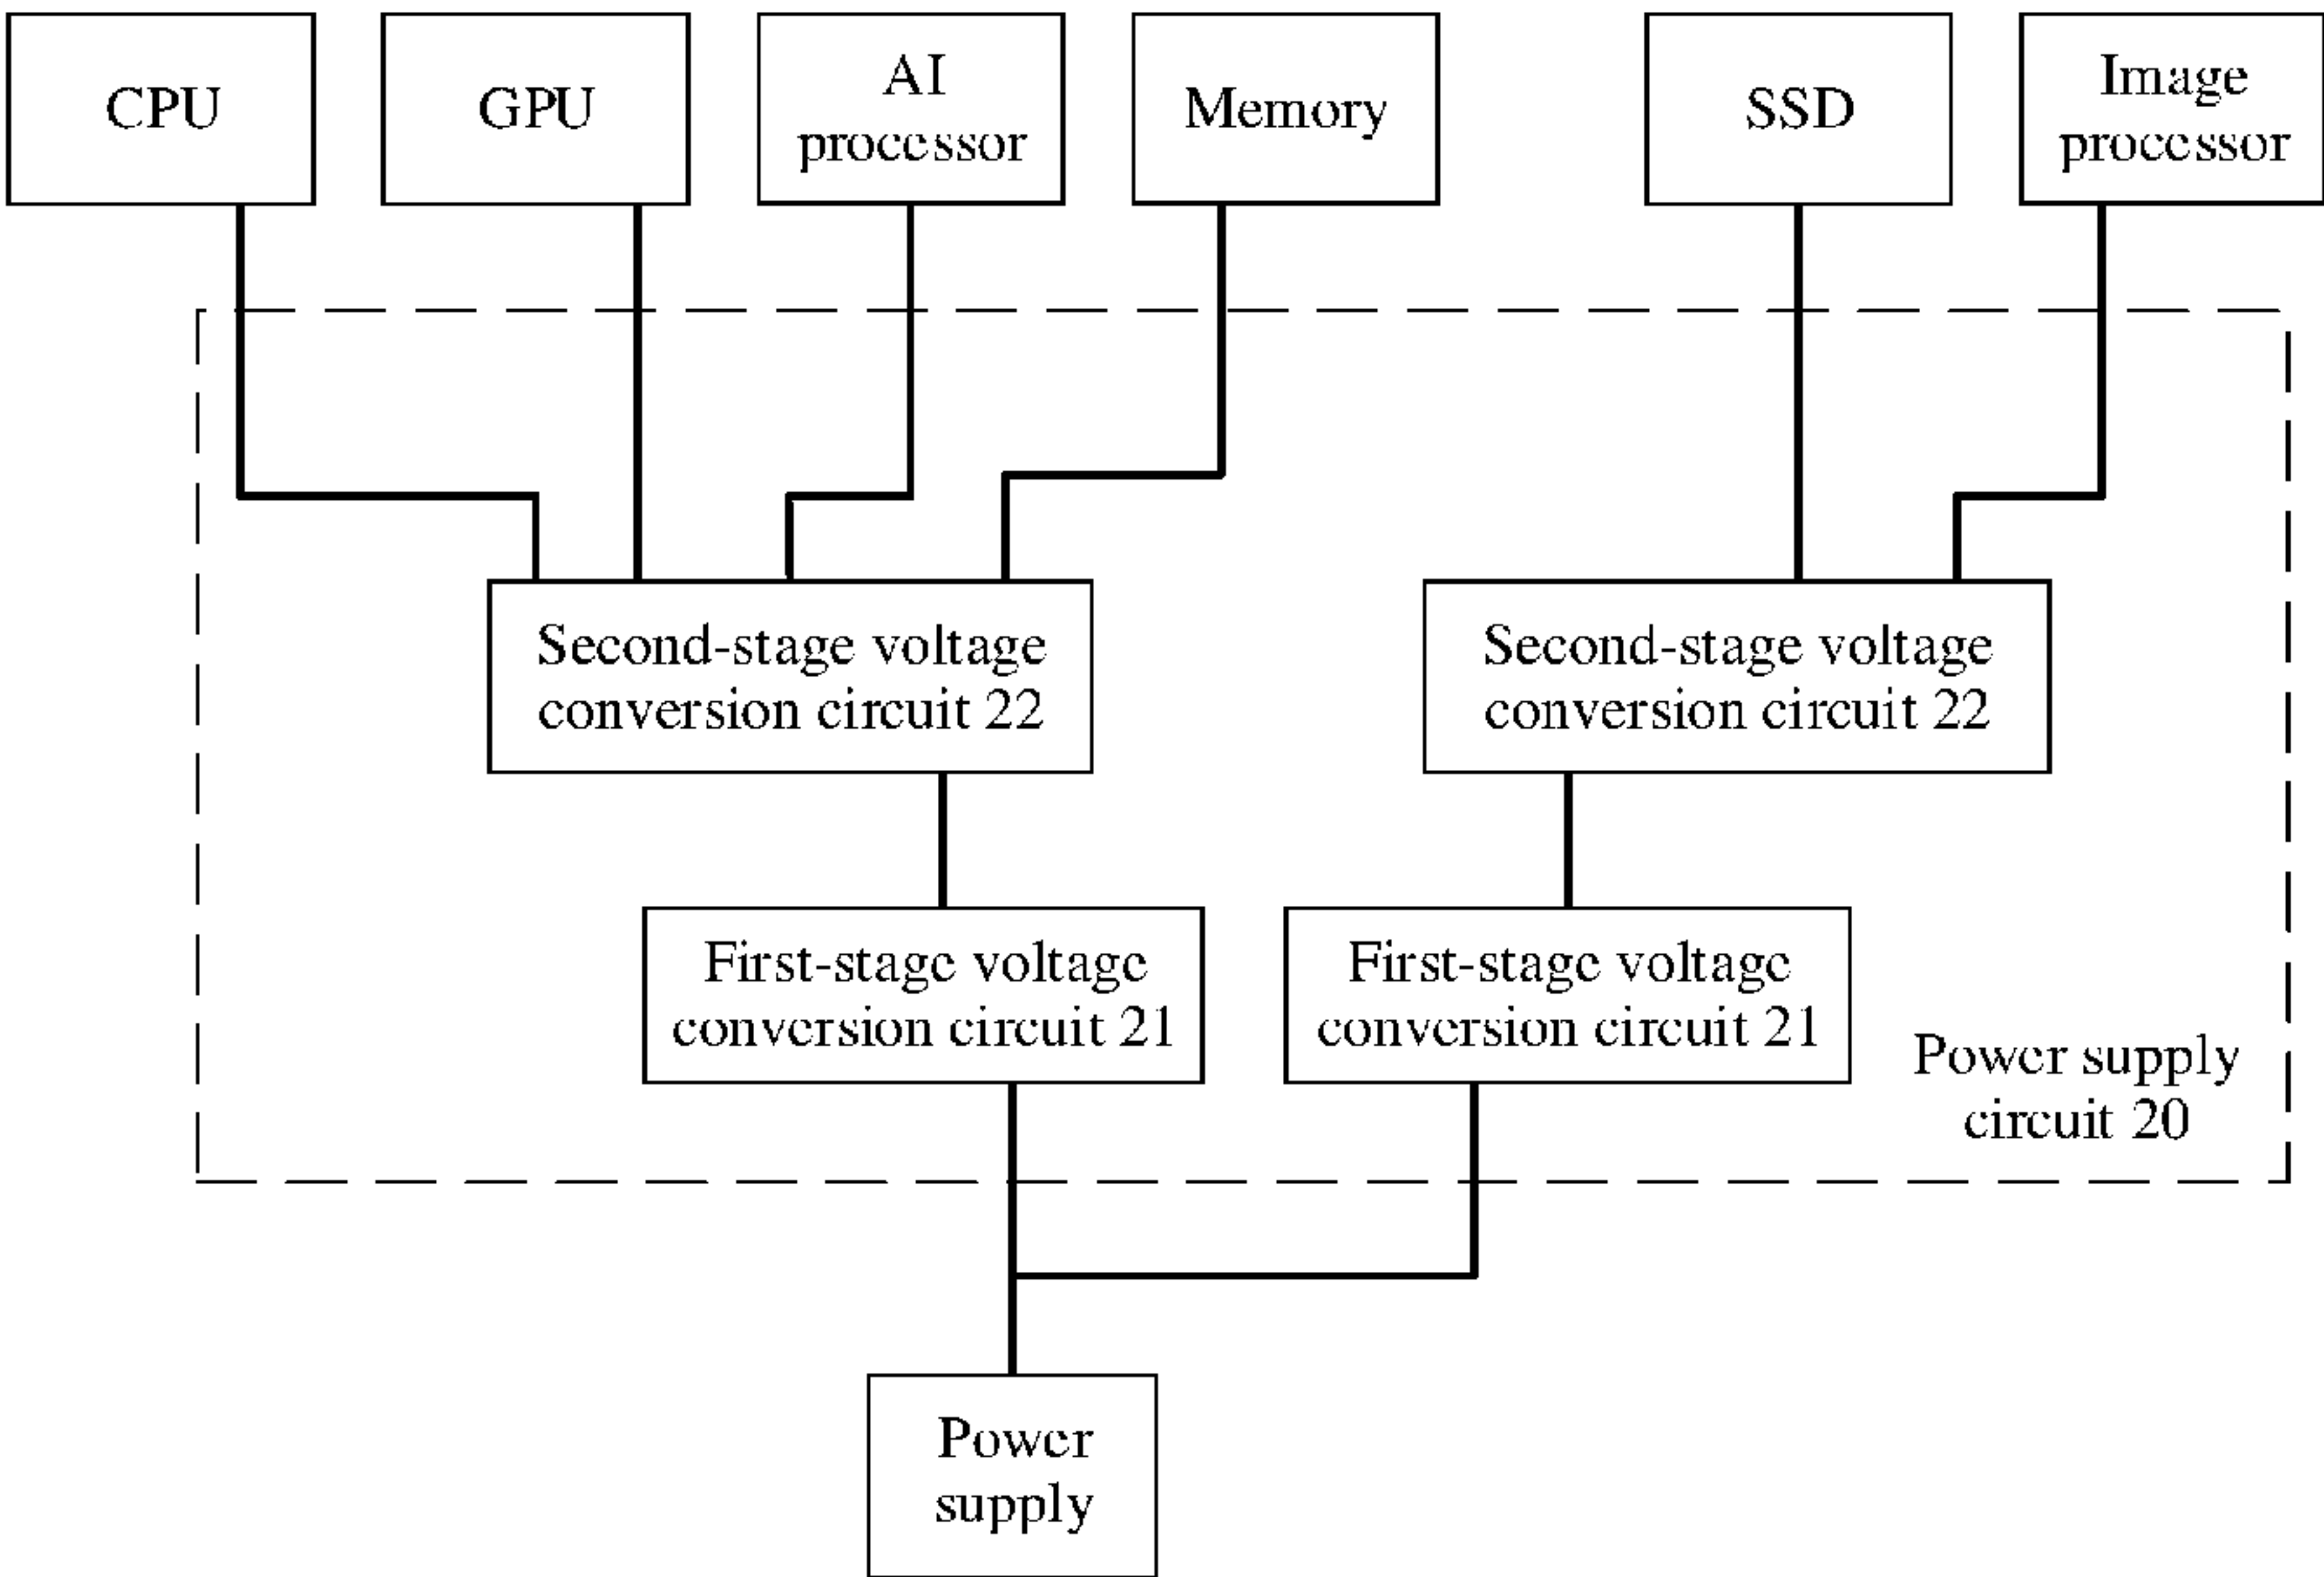 CPU
GPU
AI
processor
Memory
SSD
Image
processor
Second-stage voltage
conversion circuit 22
Second-stage voltage
conversion circuit 22
First-stage voltage
conversion circuit 21
First-stage voltage
conversion circuit 21
Power supply
circuit 20
Power
supply